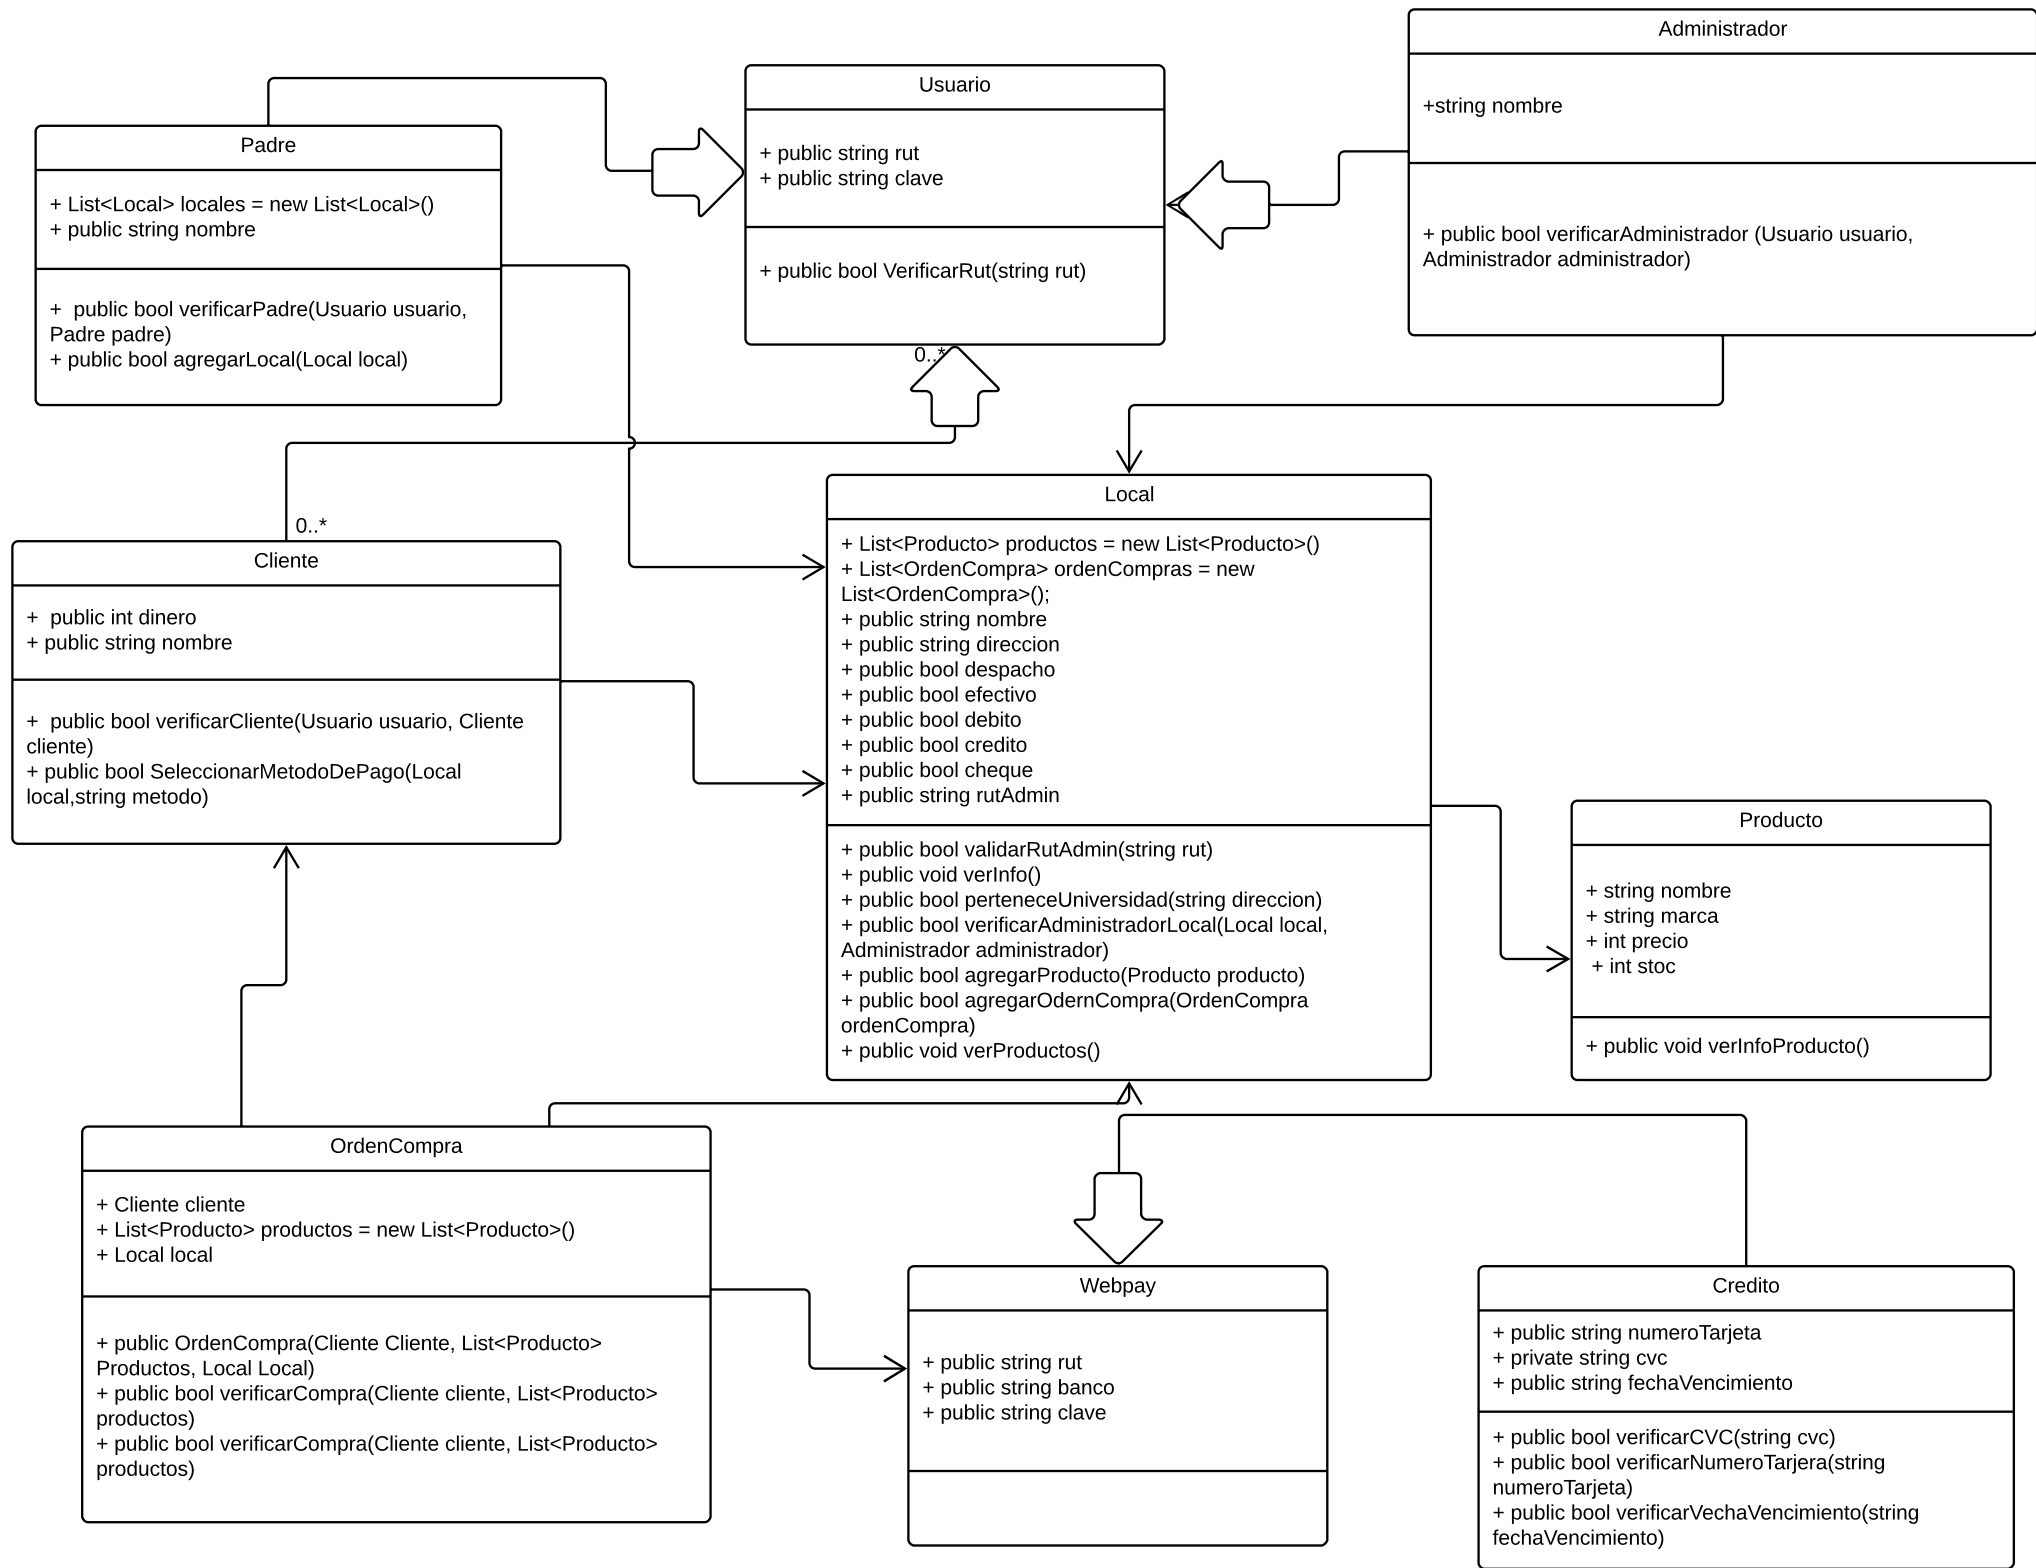 Administrador
+string nombre
+ public bool verificarAdministrador (Usuario usuario,
Administrador administrador)
Usuario
+ public string rut
+ public string clave
+ public bool VerificarRut(string rut)
0..*
Padre
+ List<Local> locales = new List<Local>()
+ public string nombre
+  public bool verificarPadre(Usuario usuario,
Padre padre)
+ public bool agregarLocal(Local local)
0..*
Cliente
+  public int dinero
+ public string nombre
+  public bool verificarCliente(Usuario usuario, Cliente
cliente)
+ public bool SeleccionarMetodoDePago(Local
local,string metodo)
Local
+ List<Producto> productos = new List<Producto>()
+ List<OrdenCompra> ordenCompras = new
List<OrdenCompra>();
+ public string nombre
+ public string direccion
+ public bool despacho
+ public bool efectivo
+ public bool debito
+ public bool credito
+ public bool cheque
+ public string rutAdmin
+ public bool validarRutAdmin(string rut)
+ public void verInfo()
+ public bool perteneceUniversidad(string direccion)
+ public bool verificarAdministradorLocal(Local local,
Administrador administrador)
+ public bool agregarProducto(Producto producto)
+ public bool agregarOdernCompra(OrdenCompra
ordenCompra)
+ public void verProductos()
Producto
+ string nombre
+ string marca
+ int precio
+ int stoc
+ public void verInfoProducto()
OrdenCompra
+ Cliente cliente
+ List<Producto> productos = new List<Producto>()
+ Local local
+ public OrdenCompra(Cliente Cliente, List<Producto>
Productos, Local Local)
+ public bool verificarCompra(Cliente cliente, List<Producto>
productos)
+ public bool verificarCompra(Cliente cliente, List<Producto>
productos)
Webpay
+ public string rut
+ public string banco
+ public string clave
Credito
+ public string numeroTarjeta
+ private string cvc
+ public string fechaVencimiento
+ public bool verificarCVC(string cvc)
+ public bool verificarNumeroTarjera(string
numeroTarjeta)
+ public bool verificarVechaVencimiento(string
fechaVencimiento)